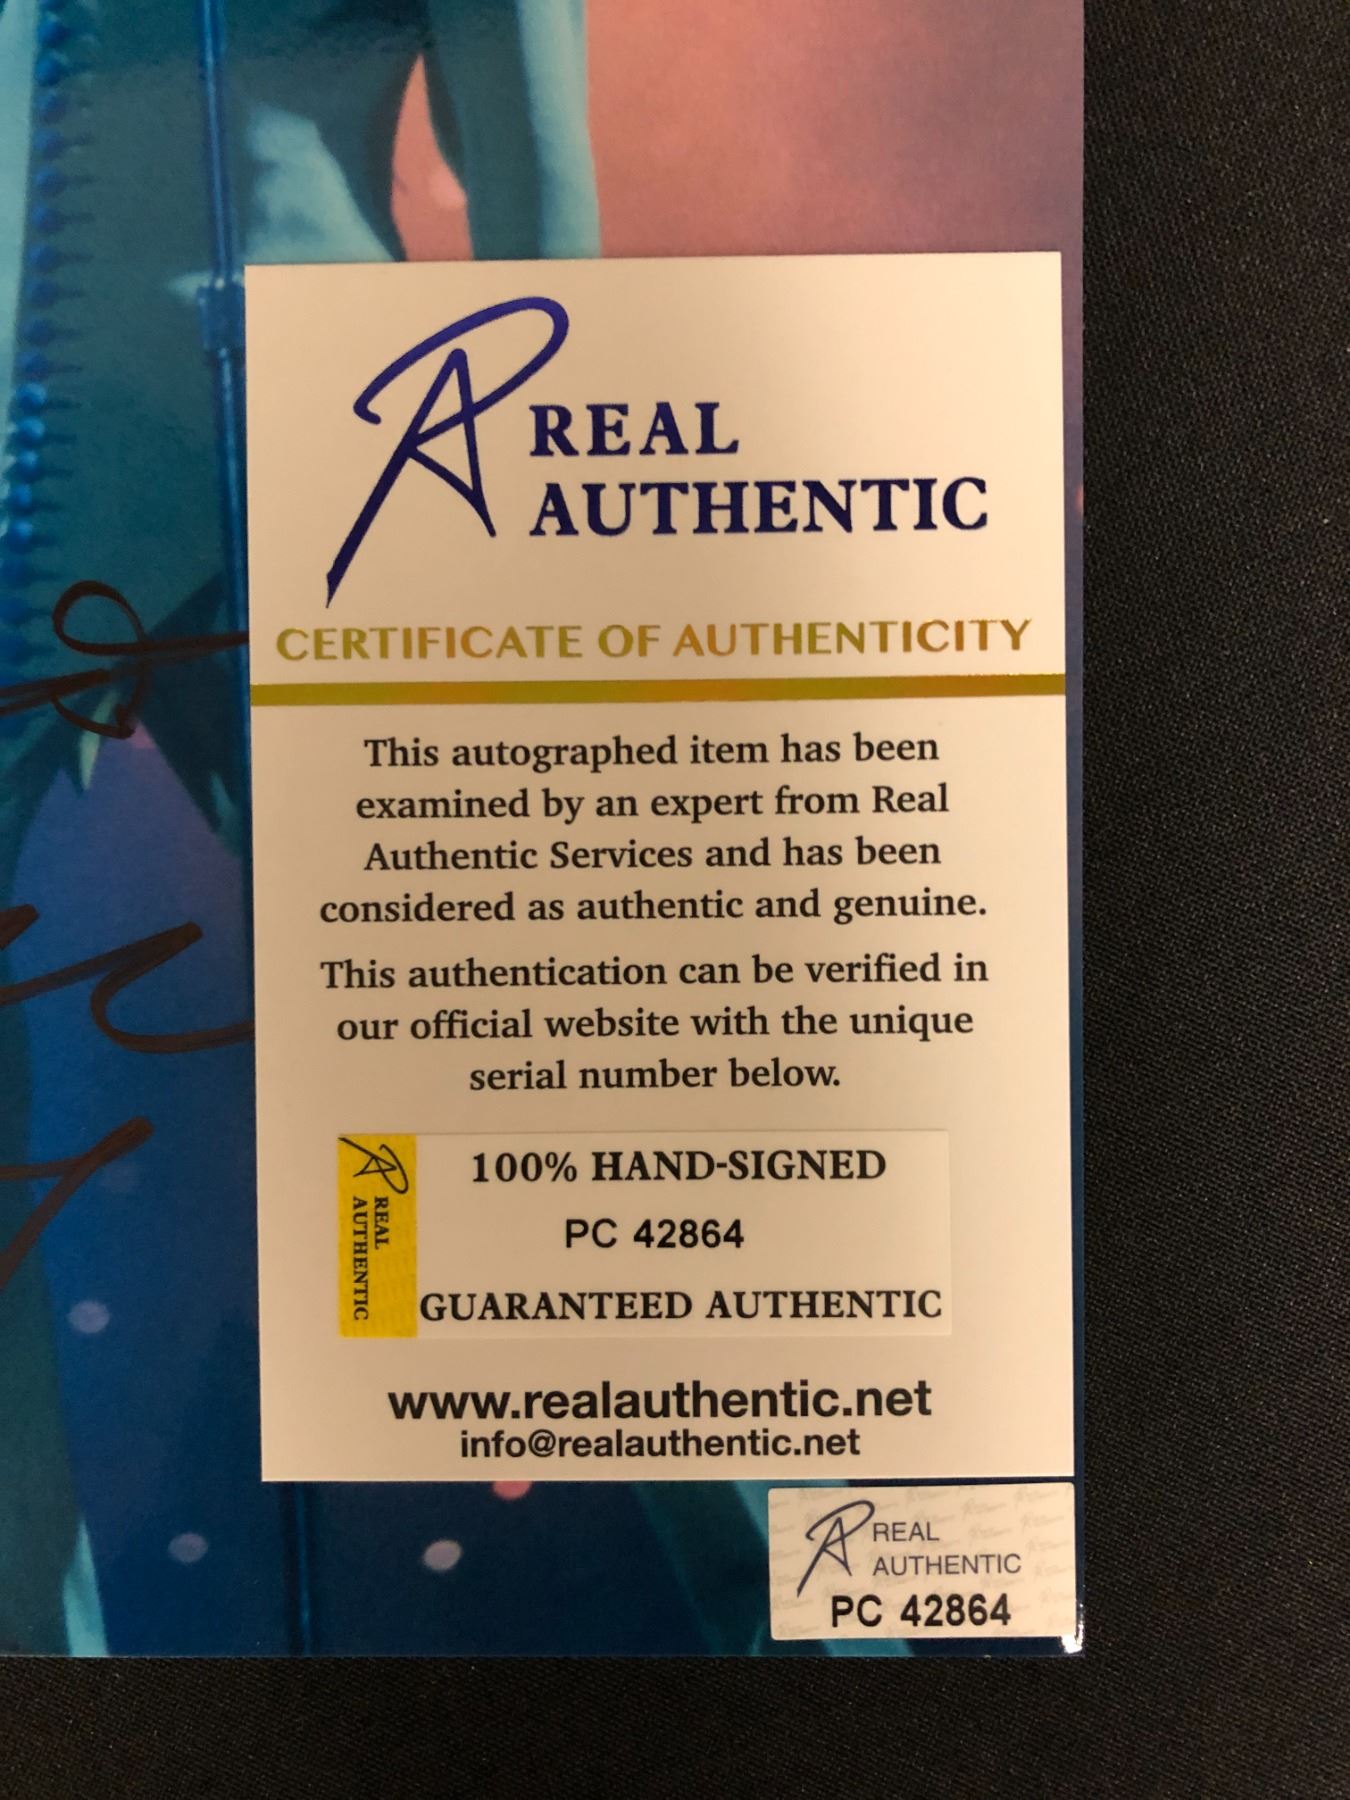 REAL
AUTHENTIC
CERTIFICATE OF AUTHENTICITY
This autographed item has been
examined by an expert from Real
Authentic Services and has been
considered as authentic and genuine.
This authentication can be verified in
our official website with the unique
serial number below.
REAL
AUTHENTIC
100% HAND-SIGNED
PC 42864
GUARANTEED AUTHENTIC
www.realauthentic.net
info@realauthentic.net
REAL
AUTHENTIC
PC 42864